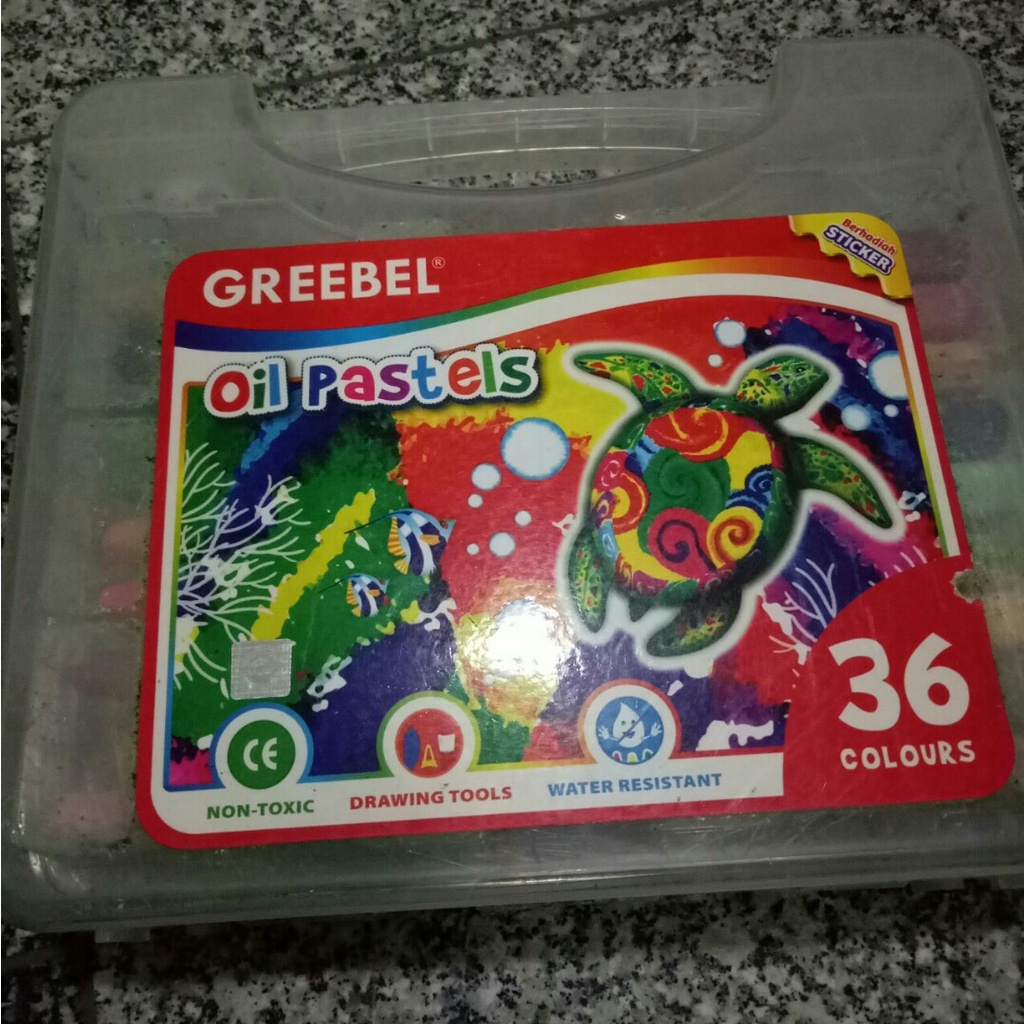 GREEBEL®
Berhadiah
STICKER
Oil Pastels
36
COLOURS
CE
NON-TOXIC
DRAWING TOOLS
WATER RESISTANT